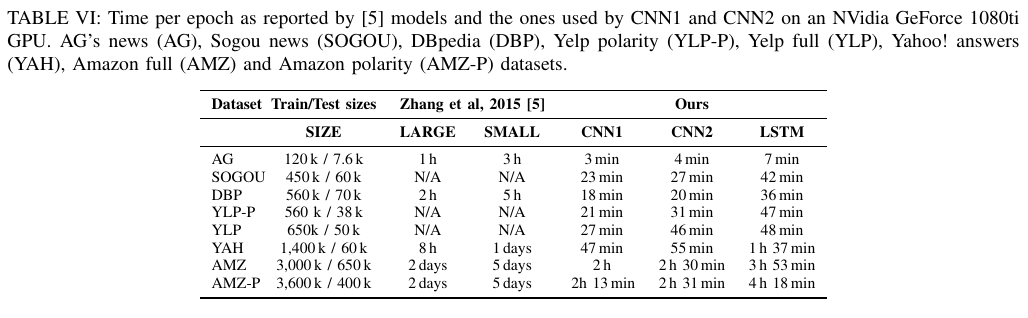 TABLE VI: Time per epoch as reported by [5] models and the ones used by CNN1 and CNN2 on an NVidia GeForce 1080ti
GPU. AG's news (AG), Sogou news (SOGOU), DBpedia (DBP), Yelp polarity (YLP-P), Yelp full (YLP), Yahoo! answers
(YAH), Amazon full (AMZ) and Amazon polarity (AMZ-P) datasets.
Dataset Train/Test sizes Zhang et al, 2015 [5] Ours
SIZE LARGE SMALL CNN1 CNN2 LSTM
AG 120 k / 7.6 k 1 h 3 h 3 min 4 min 7 min
SOGOU 450 k / 60 k N/A N/A 23 min 27 min 42 min
DBP 560 k / 70 k 2 h 5 h 18 min 20 min 36 min
YLP-P 560 k / 38 k N/A N/A 21 min 31 min 47 min
YLP 650k / 50 k N/A N/A 27 min 46 min 48 min
YAH 1,400 k / 60 k 8 h 1 days 47 min 55 min 1 h 37 min
AMZ 3,000 k / 650 k 2 days 5 days 2 h 2 h 30 min 3 h 53 min
AMZ-P 3,600 k / 400 k 2 days 5 days 2h 13 min 2 h 31 min 4 h 18 min